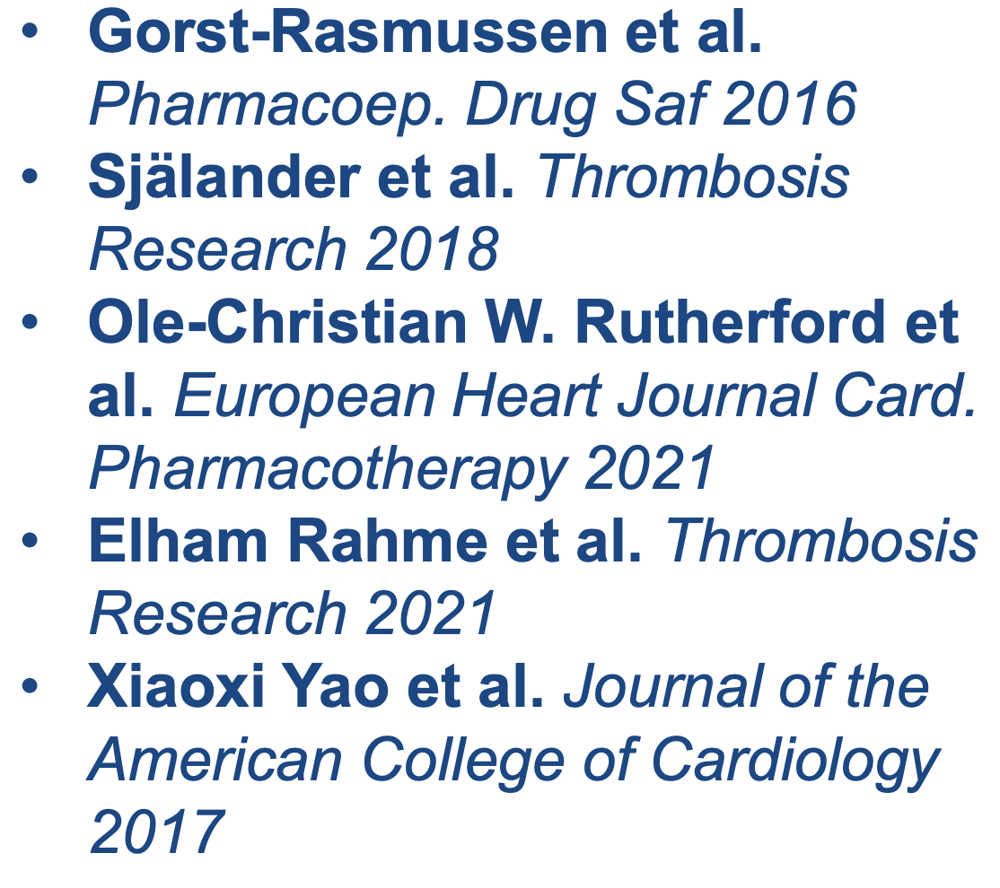 • Gorst-Rasmussen et al.
Pharmacoep. Drug Saf 2016
• Själander et al. Thrombosis
Research 2018
• Ole-Christian W. Rutherford et
al. European Heart Journal Card.
Pharmacotherapy 2021
• Elham Rahme et al. Thrombosis
Research 2021
• Xiaoxi Yao et al. Journal of the
American College of Cardiology
2017